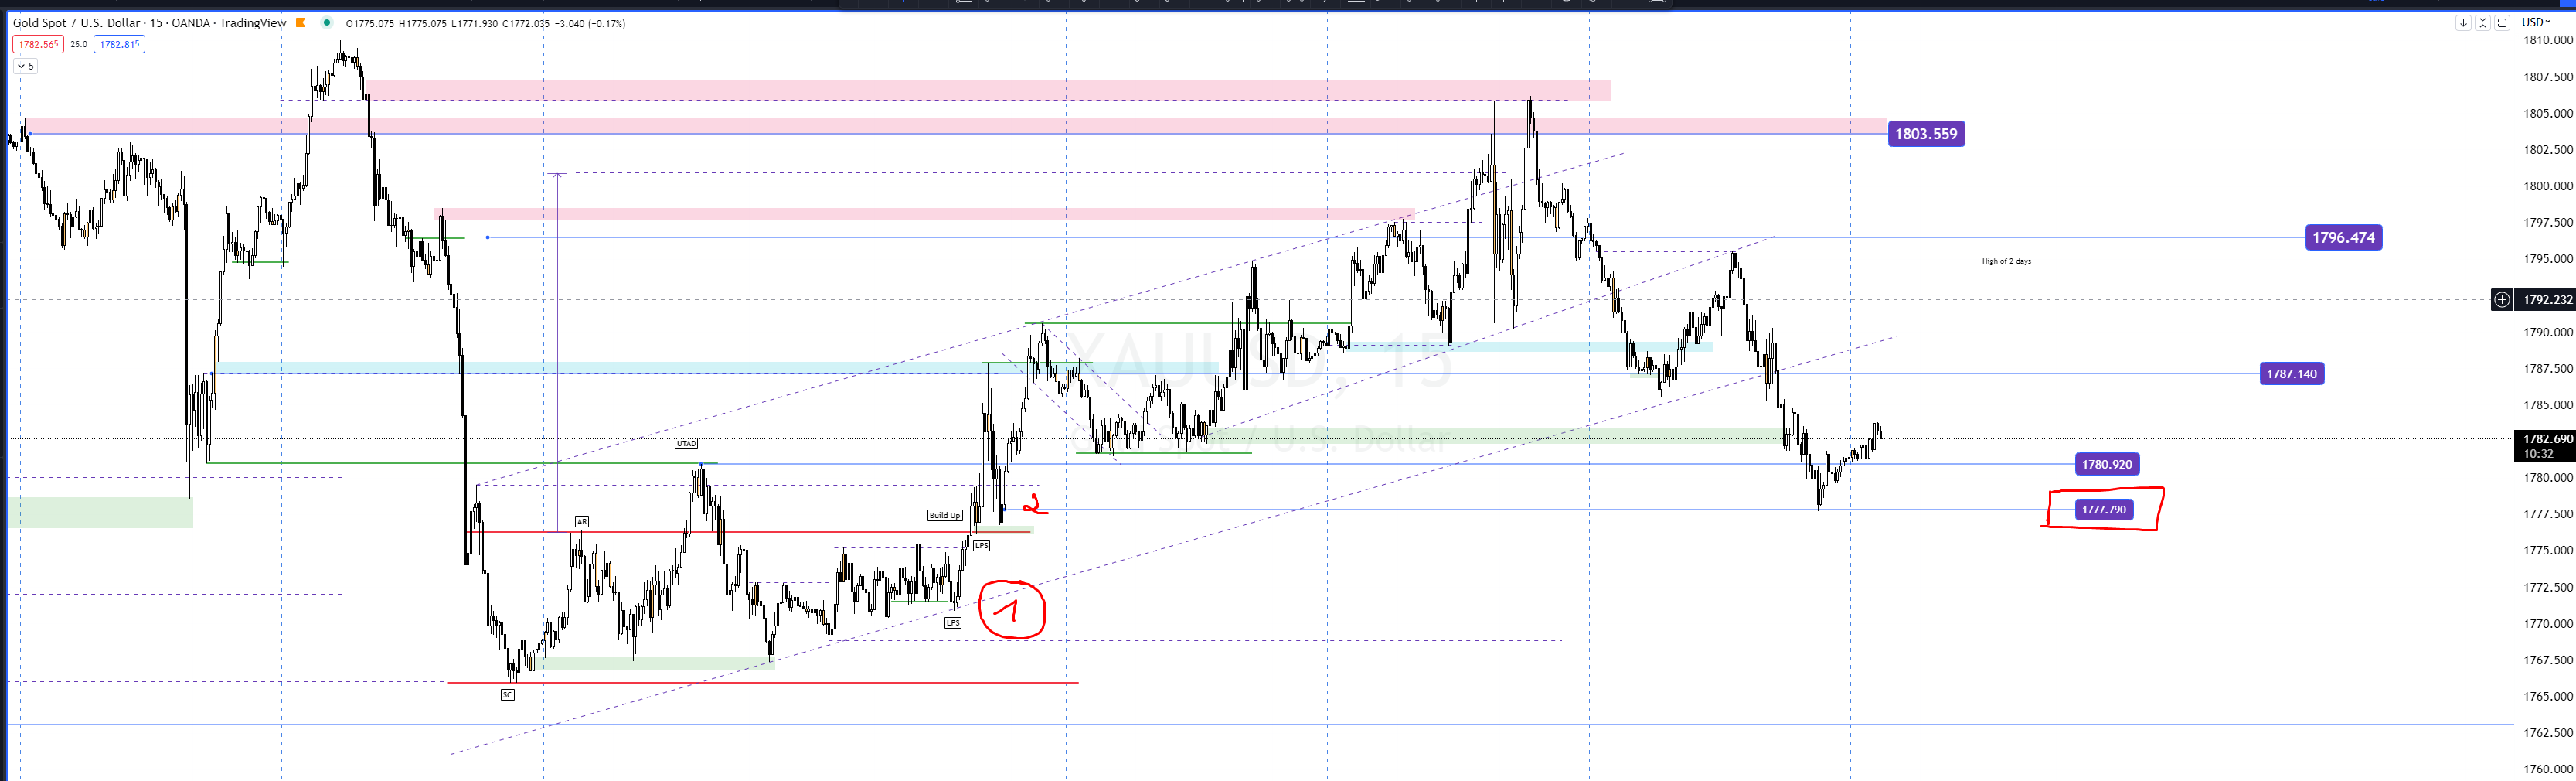 Gold Spot / U.S. Dollar · 15 · OANDA · TradingView O1775.075 H1775.075 L1771.930 C1772.035 −3.040 (−0.17%)
USD
1782.565 25.0 1782.815
5
1810.000
1807.500
1805.000
1803.559
1802.500
1800.000
1797.500
1796.474
1795.000
High of 2 days
1792.232
1790.000
XAUUSD, 15
1787.500
1787.140
1785.000
Gold Spot / U.S. Dollar
UTAD
1782.690
10:32
1780.920
1780.000
2
1777.790
1777.500
Build Up
AR
LPS
1775.000
1772.500
1
LPS
1770.000
1767.500
SC
1765.000
1762.500
1760.000